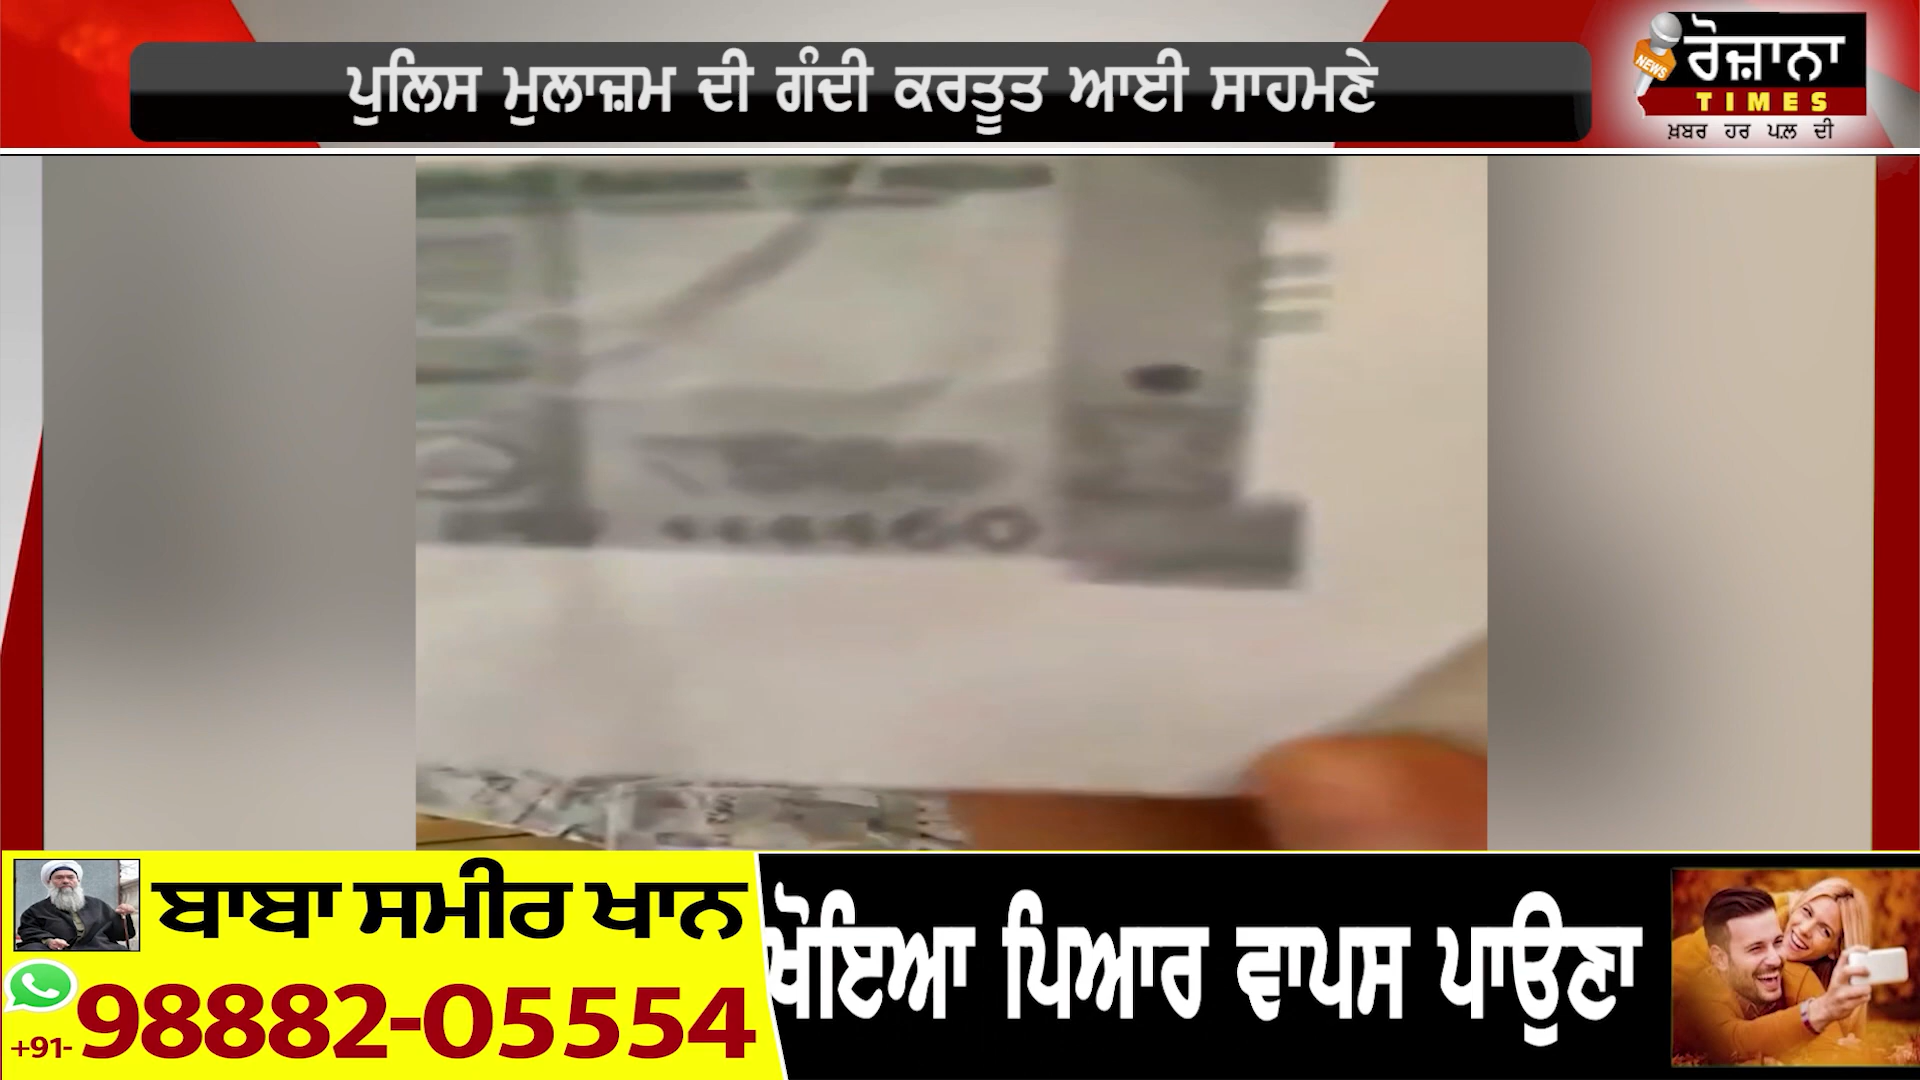 ਪੁਲਿਸ ਮੁਲਾਜ਼ਮ ਦੀ ਗੰਦੀ ਕਰਤੂਤ ਆਈ ਸਾਹਮਣੇ
NEWS
ਰੋਜ਼ਾਨਾ
TIMES
ਖ਼ਬਰ ਹਰ ਪਲ ਦੀ
ਬਾਬਾ ਸਮੀਰ ਖਾਨ
+91-98882-05554
ਖੋਇਆ ਪਿਆਰ ਵਾਪਸ ਪਾਉਣਾ